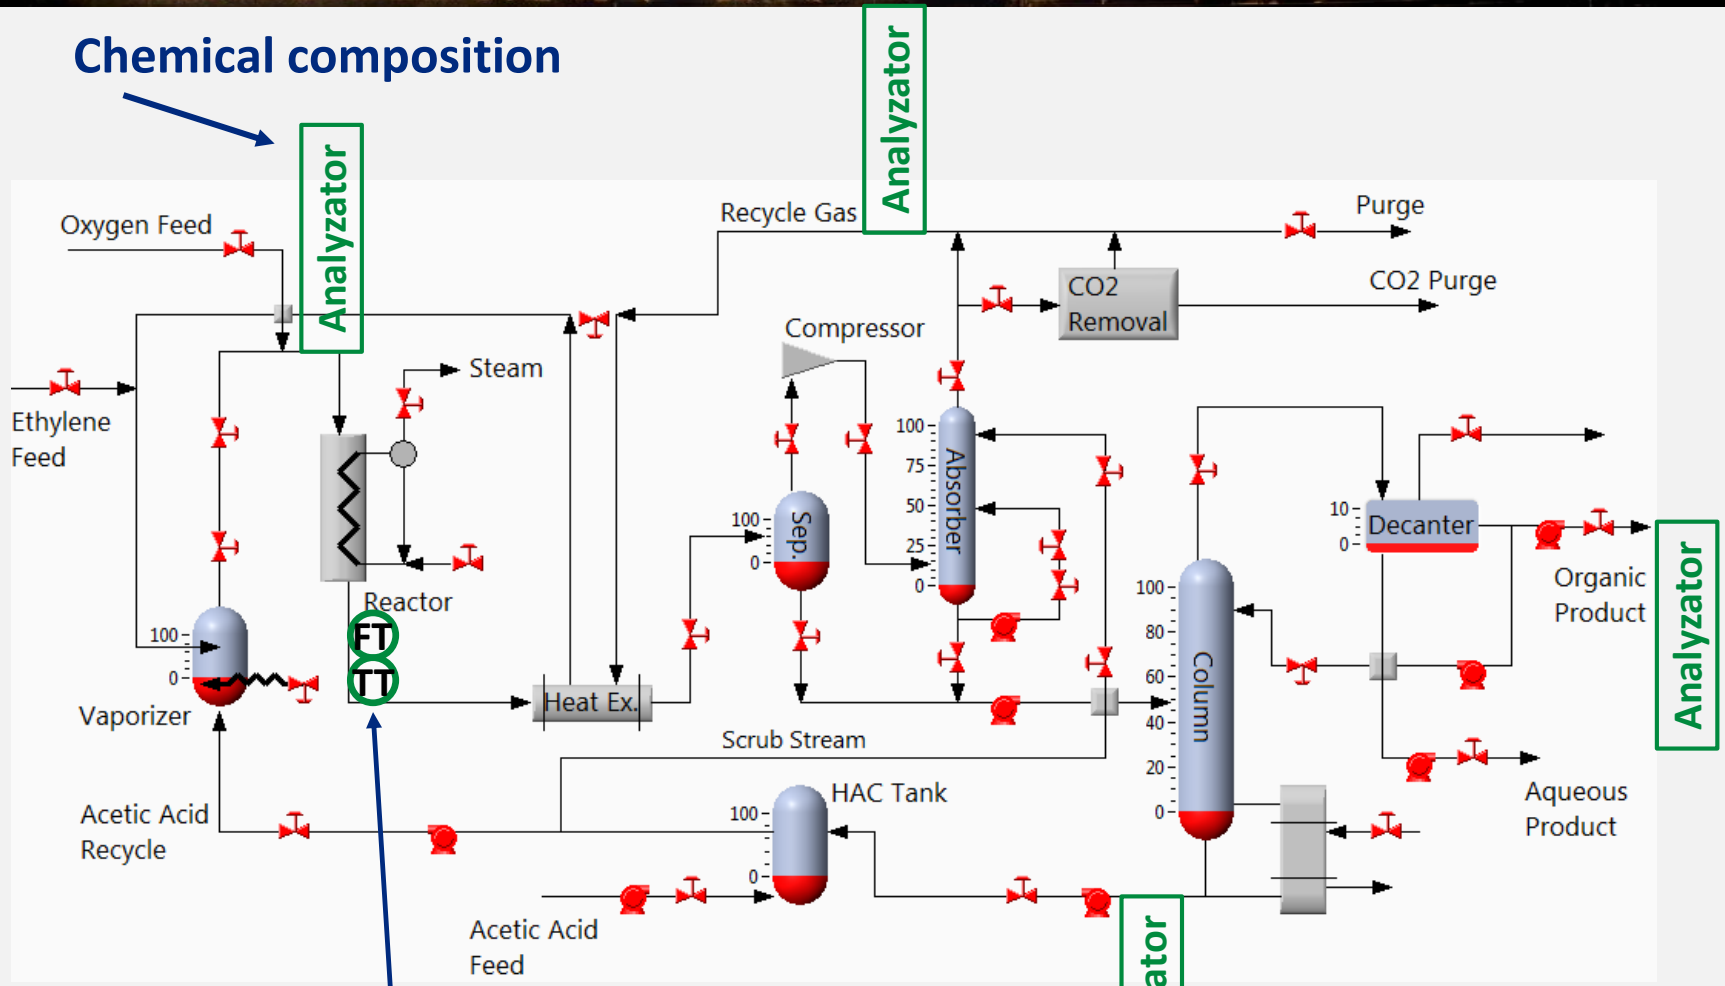 Chemical composition
Analyzator
Analyzator
Oxygen Feed
Recycle Gas
Purge
CO2 Purge
CO2
Removal
Compressor
Steam
Ethylene
Feed
100
75
50
25
0
Absorber
100
0
Sep.
10
0
Decanter
Organic
Product
Analyzator
Reactor
FT
TT
100
0
Vaporizer
Heat Ex.
100
80
60
40
20
0
Column
Scrub Stream
HAC Tank
100
0
Acetic Acid
Recycle
Aqueous
Product
Acetic Acid
Feed
ator